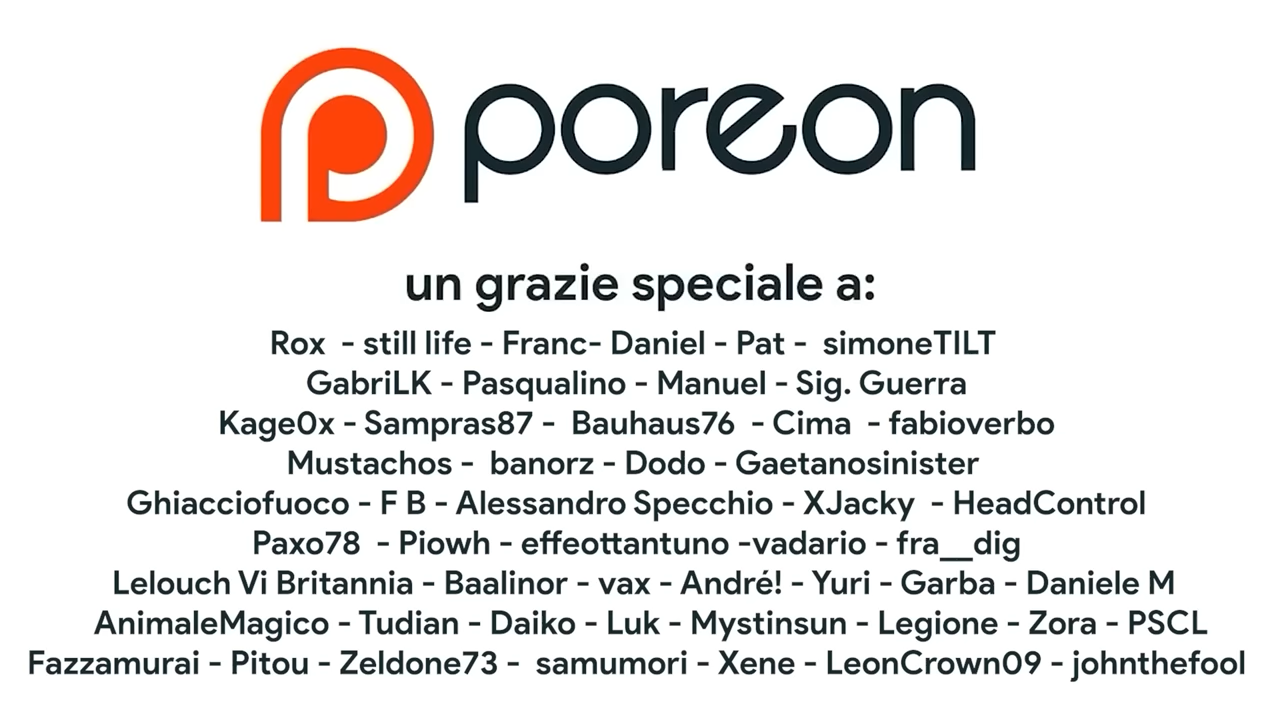 poreon
un grazie speciale a:
Rox - still life - Franc- Daniel - Pat - simoneTILT
GabriLK - Pasqualino - Manuel - Sig. Guerra
Kage0x - Sampras87 - Bauhaus76 - Cima - fabioverbo
Mustachos - banorz - Dodo - Gaetanosinister
Ghiacciofuoco - F B - Alessandro Specchio - XJacky - HeadControl
Paxo78 - Piowh - effeottantuno -vadario - fra__dig
Lelouch Vi Britannia - Baalinor - vax - André! - Yuri - Garba - Daniele M
AnimaleMagico - Tudian - Daiko - Luk - Mystinsun - Legione - Zora - PSCL
Fazzamurai - Pitou - Zeldone73 - samumori - Xene - LeonCrown09 - johnthefool